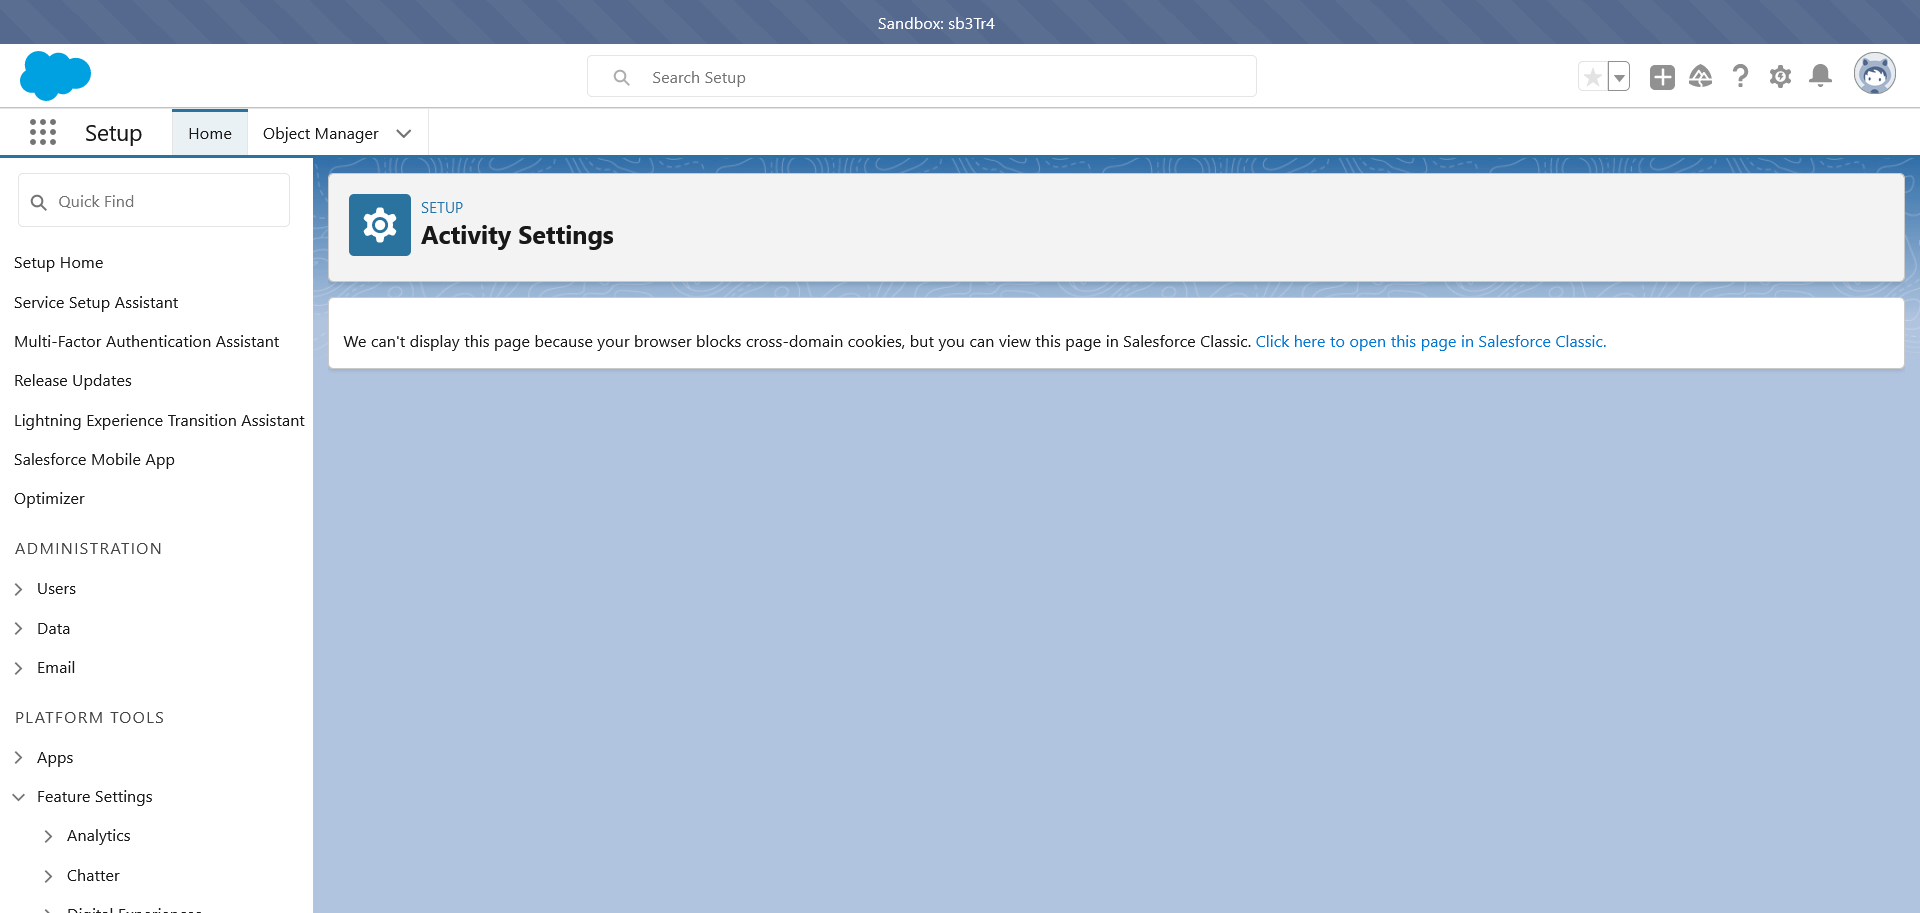 Sandbox: sb3Tr4
Search Setup
Setup
Home
Object Manager
Quick Find
Setup Home
Service Setup Assistant
Multi-Factor Authentication Assistant
Release Updates
Lightning Experience Transition Assistant
Salesforce Mobile App
Optimizer
ADMINISTRATION
Users
Data
Email
PLATFORM TOOLS
Apps
Feature Settings
Analytics
Chatter
Digital Experiences
SETUP
Activity Settings
We can't display this page because your browser blocks cross-domain cookies, but you can view this page in Salesforce Classic. Click here to open this page in Salesforce Classic.